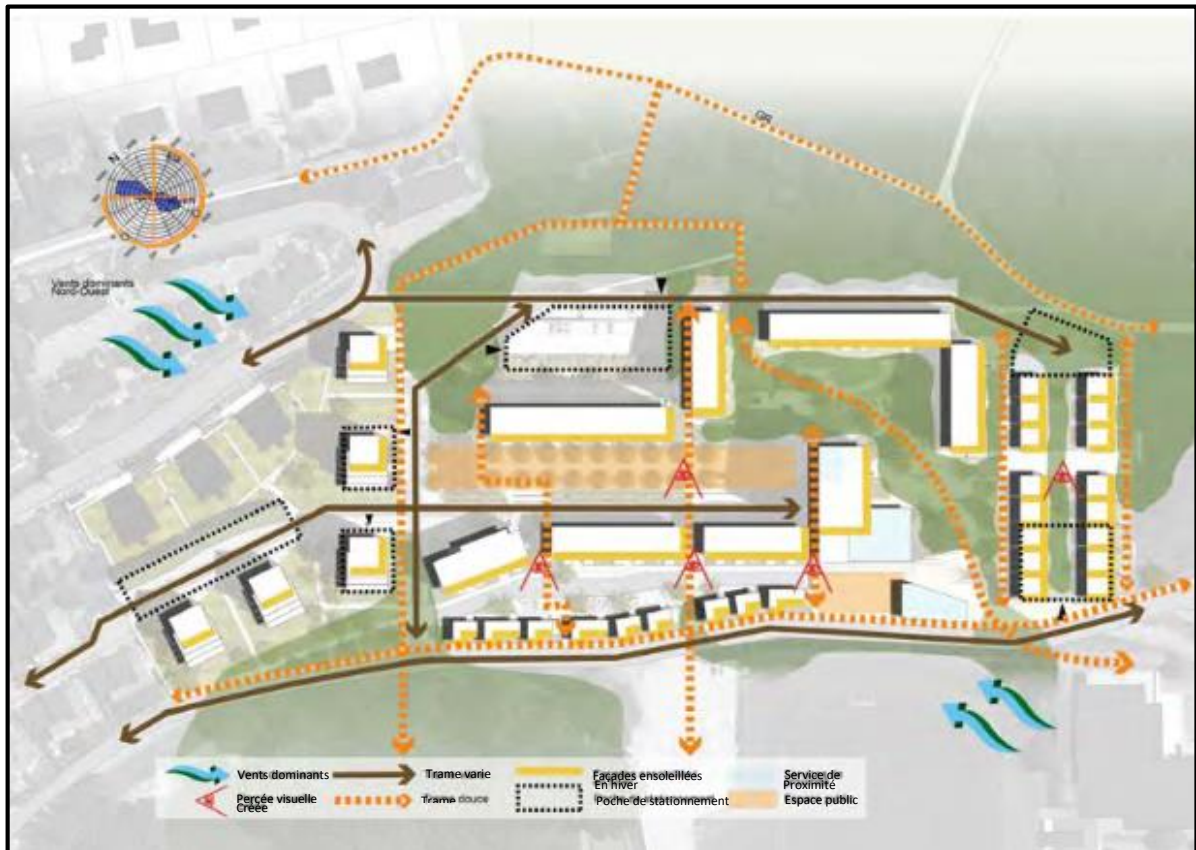 GR
N
Vents dominants
Nord-Ouest
Vents dominants
Trame varie
Façades ensoleillées
En hiver
Service de
Proximité
Percée visuelle
Créée
Trame douce
Poche de stationnement
Espace public